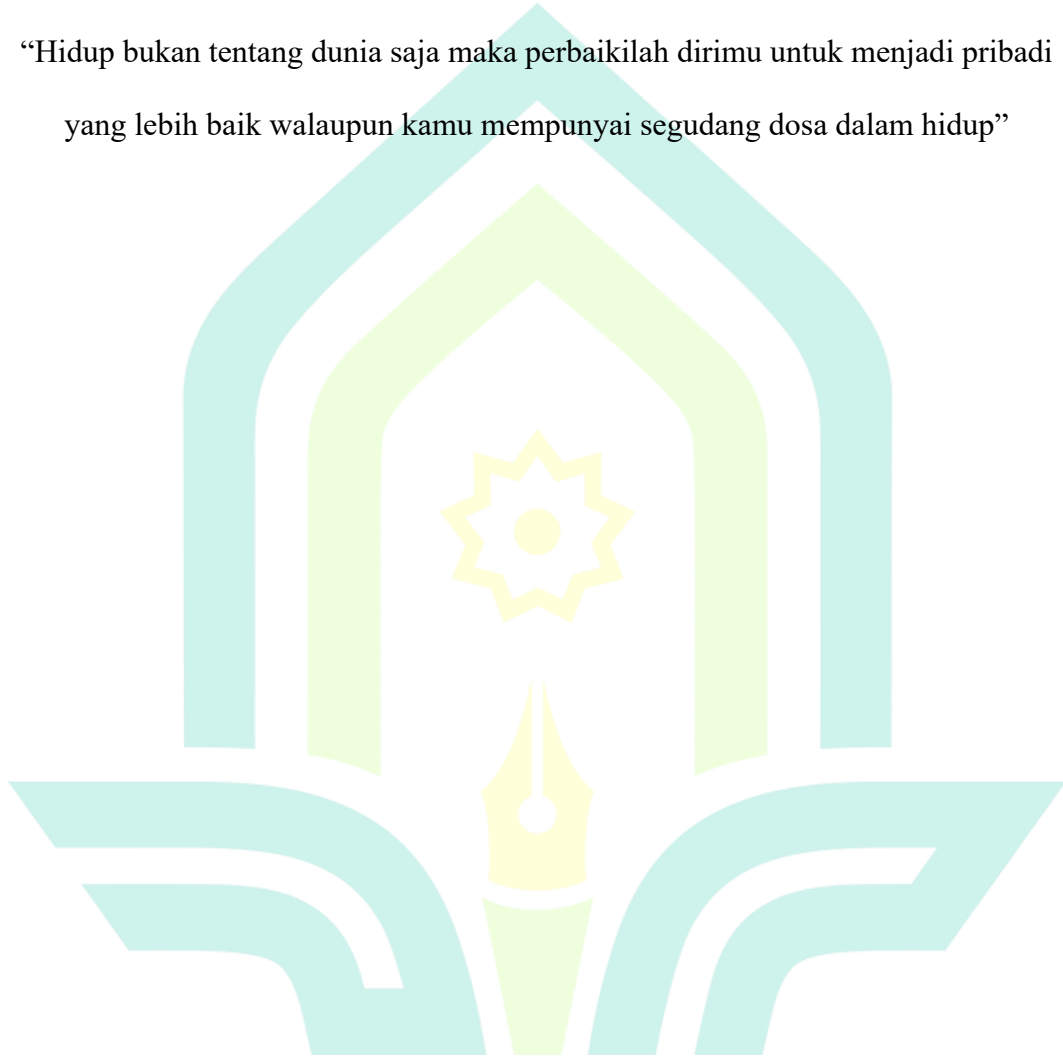 “Hidup bukan tentang dunia saja maka perbaikilah dirimu untuk menjadi pribadi
yang lebih baik walaupun kamu mempunyai segudang dosa dalam hidup”